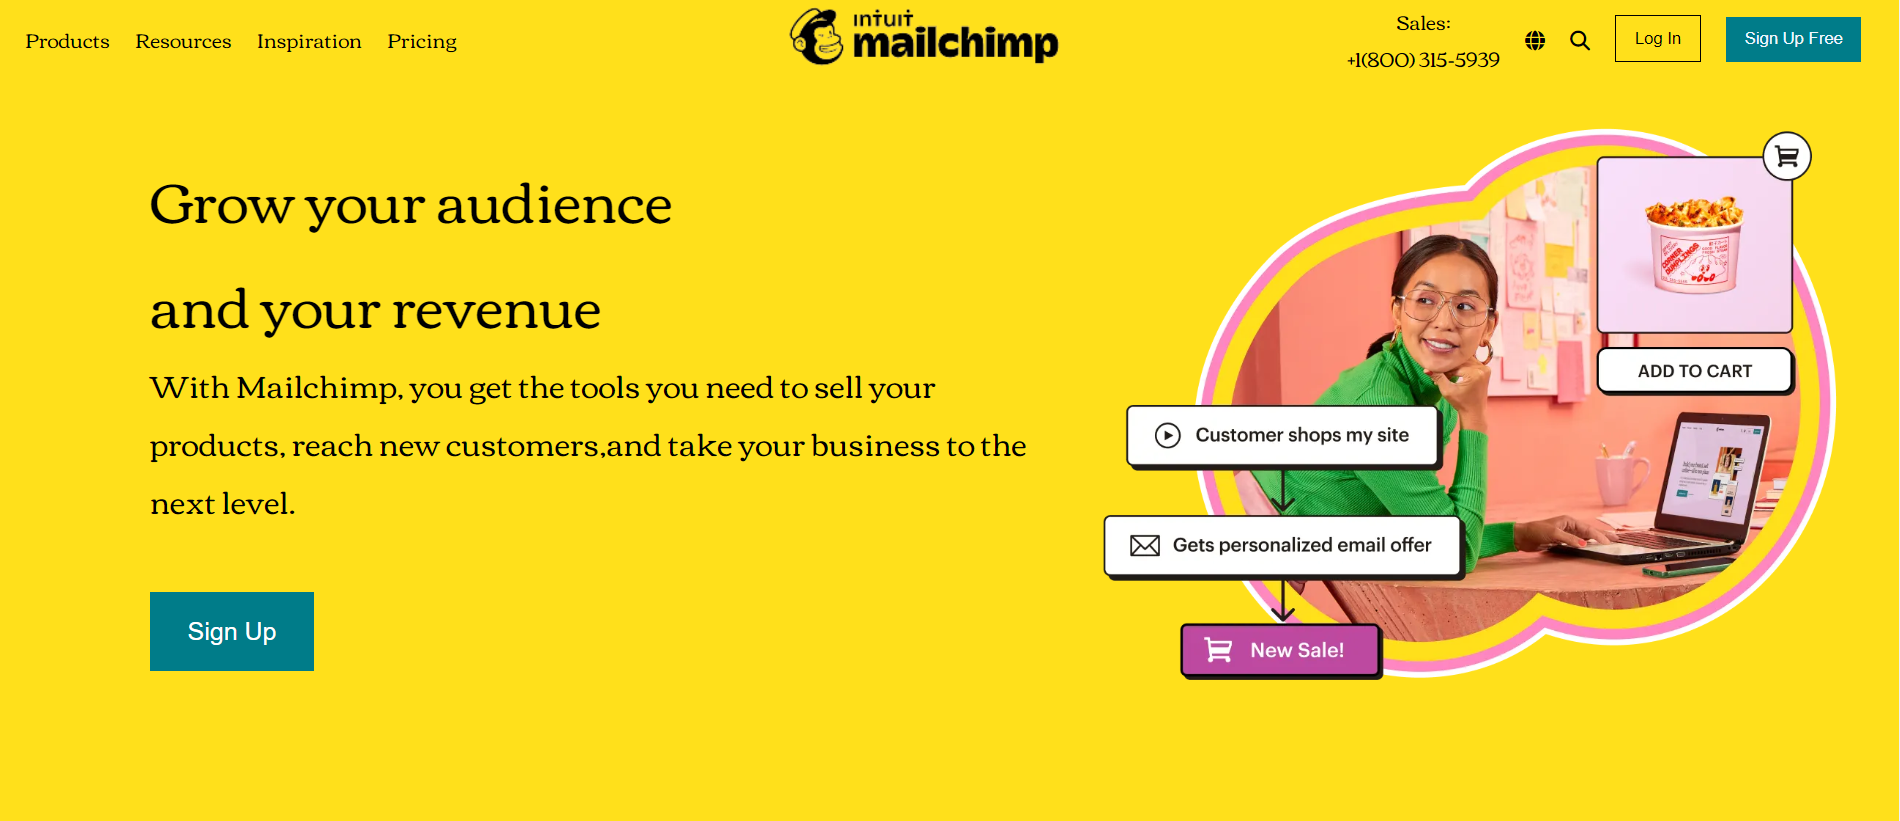 Products Resources Inspiration Pricing
INTUIT
mailchimp
Sales:
+1(800) 315-5939
Log In
Sign Up Free
Grow your audience
and your revenue
With Mailchimp, you get the tools you need to sell your
products, reach new customers,and take your business to the
next level.
Sign Up
CORNER
DUMPLINGS
ADD TO CART
Customer shops my site
Gets personalized email offer
New Sale!